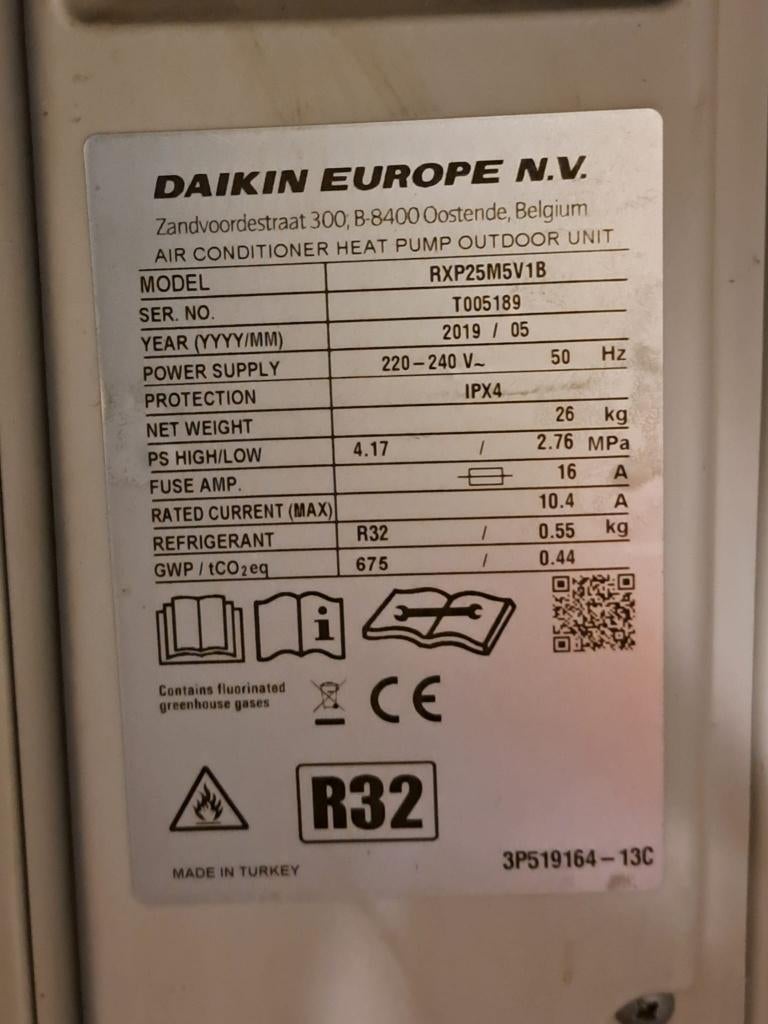 DAIKIN EUROPE N.V.
Zandvoordestraat 300, B-8400 Oostende, Belgium
AIR CONDITIONER HEAT PUMP OUTDOOR UNIT
MODEL RXP25M5V1B
SER. NO. T005189
YEAR (YYYY/MM) 2019 / 05
POWER SUPPLY 220–240 V~ 50 Hz
PROTECTION IPX4
NET WEIGHT 26 kg
PS HIGH/LOW 4.17 / 2.76 MPa
FUSE AMP. 16 A
RATED CURRENT (MAX) 10.4 A
REFRIGERANT R32 / 0.55 kg
GWP / tCO₂eq 675 / 0.44
i
Contains fluorinated
greenhouse gases
CE
R32
MADE IN TURKEY
3P519164–13C